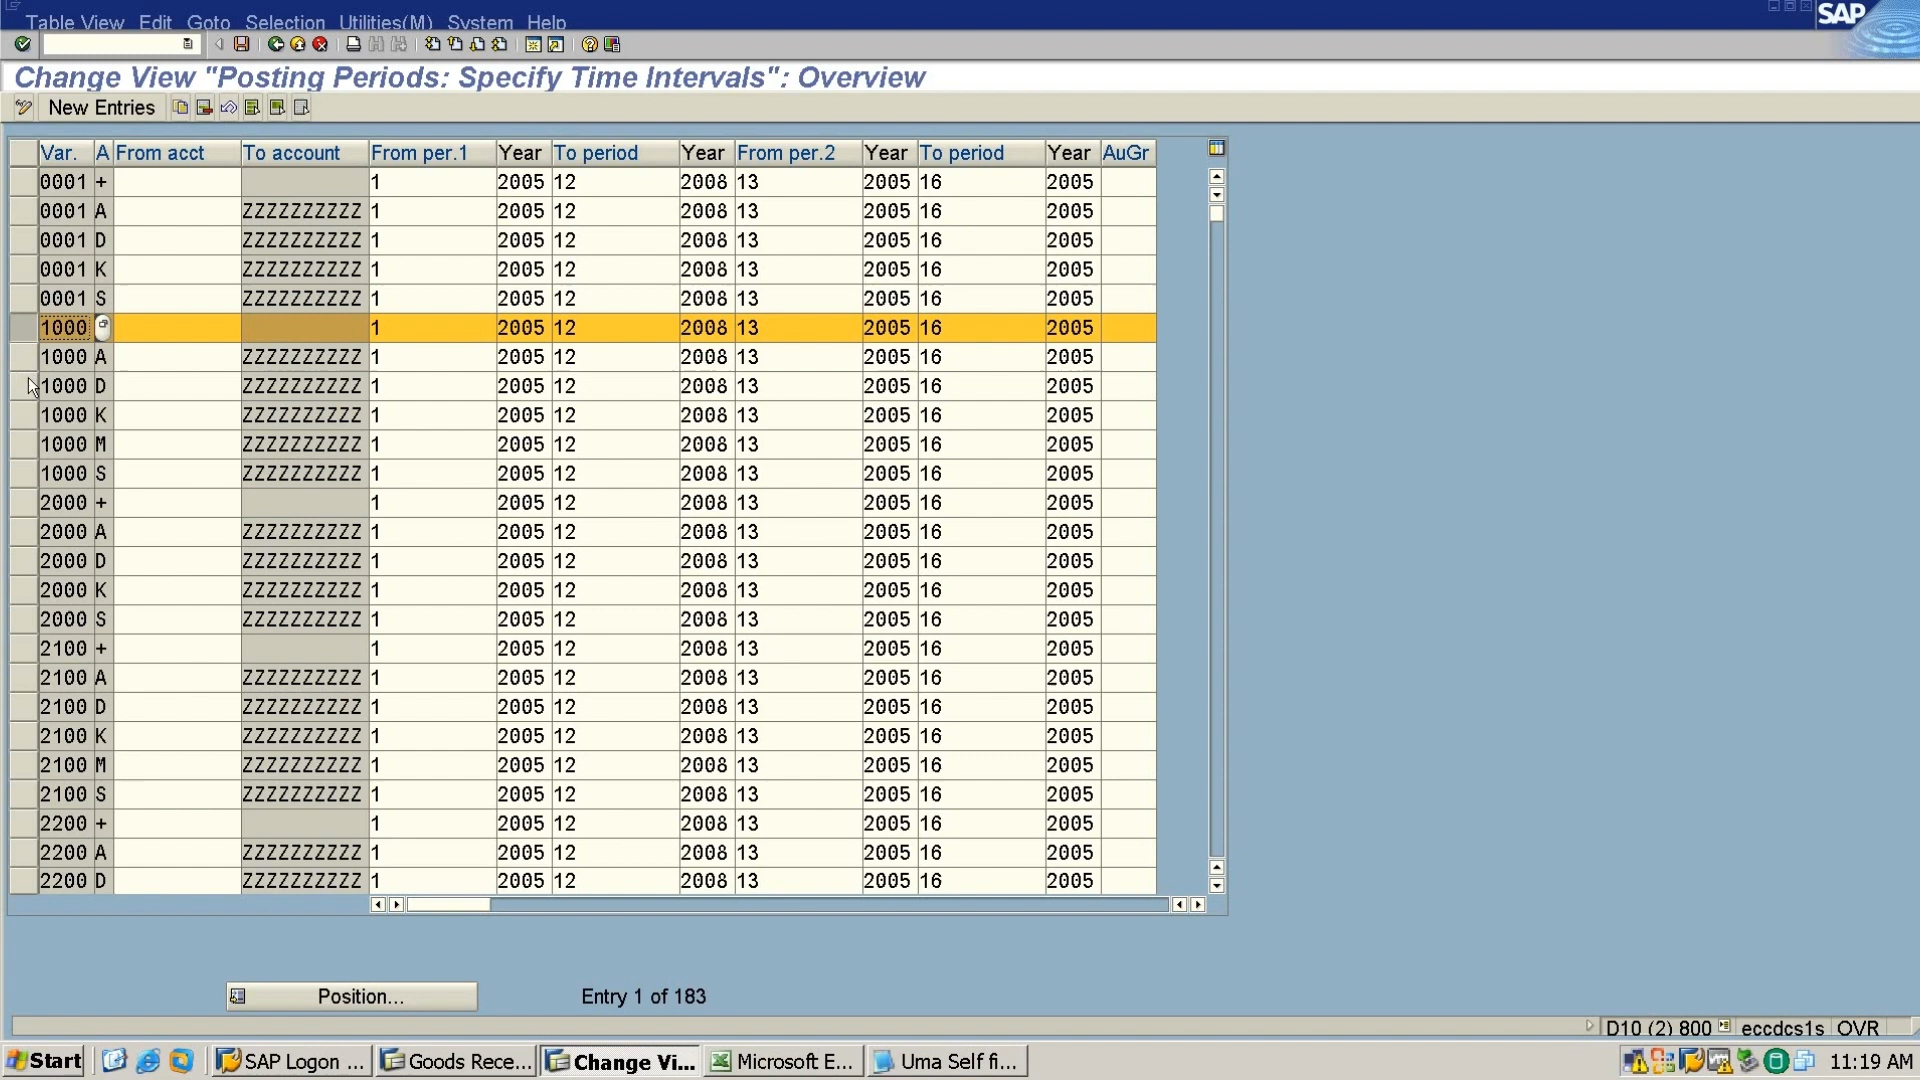 Table View Edit Goto Selection Utilities(M) System Help
SAP
Change View "Posting Periods: Specify Time Intervals": Overview
New Entries
Var. A From acct To account From per.1 Year To period Year From per.2 Year To period Year AuGr
0001 + 1 2005 12 2008 13 2005 16 2005
0001 A ZZZZZZZZZZ 1 2005 12 2008 13 2005 16 2005
0001 D ZZZZZZZZZZ 1 2005 12 2008 13 2005 16 2005
0001 K ZZZZZZZZZZ 1 2005 12 2008 13 2005 16 2005
0001 S ZZZZZZZZZZ 1 2005 12 2008 13 2005 16 2005
1000 1 2005 12 2008 13 2005 16 2005
1000 A ZZZZZZZZZZ 1 2005 12 2008 13 2005 16 2005
1000 D ZZZZZZZZZZ 1 2005 12 2008 13 2005 16 2005
1000 K ZZZZZZZZZZ 1 2005 12 2008 13 2005 16 2005
1000 M ZZZZZZZZZZ 1 2005 12 2008 13 2005 16 2005
1000 S ZZZZZZZZZZ 1 2005 12 2008 13 2005 16 2005
2000 + 1 2005 12 2008 13 2005 16 2005
2000 A ZZZZZZZZZZ 1 2005 12 2008 13 2005 16 2005
2000 D ZZZZZZZZZZ 1 2005 12 2008 13 2005 16 2005
2000 K ZZZZZZZZZZ 1 2005 12 2008 13 2005 16 2005
2000 S ZZZZZZZZZZ 1 2005 12 2008 13 2005 16 2005
2100 + 1 2005 12 2008 13 2005 16 2005
2100 A ZZZZZZZZZZ 1 2005 12 2008 13 2005 16 2005
2100 D ZZZZZZZZZZ 1 2005 12 2008 13 2005 16 2005
2100 K ZZZZZZZZZZ 1 2005 12 2008 13 2005 16 2005
2100 M ZZZZZZZZZZ 1 2005 12 2008 13 2005 16 2005
2100 S ZZZZZZZZZZ 1 2005 12 2008 13 2005 16 2005
2200 + 1 2005 12 2008 13 2005 16 2005
2200 A ZZZZZZZZZZ 1 2005 12 2008 13 2005 16 2005
2200 D ZZZZZZZZZZ 1 2005 12 2008 13 2005 16 2005
Position... Entry 1 of 183
D10 (2) 800 eccdcs1s OVR
Start SAP Logon ... Goods Rece... Change Vi... Microsoft E... Uma Self fi... 11:19 AM